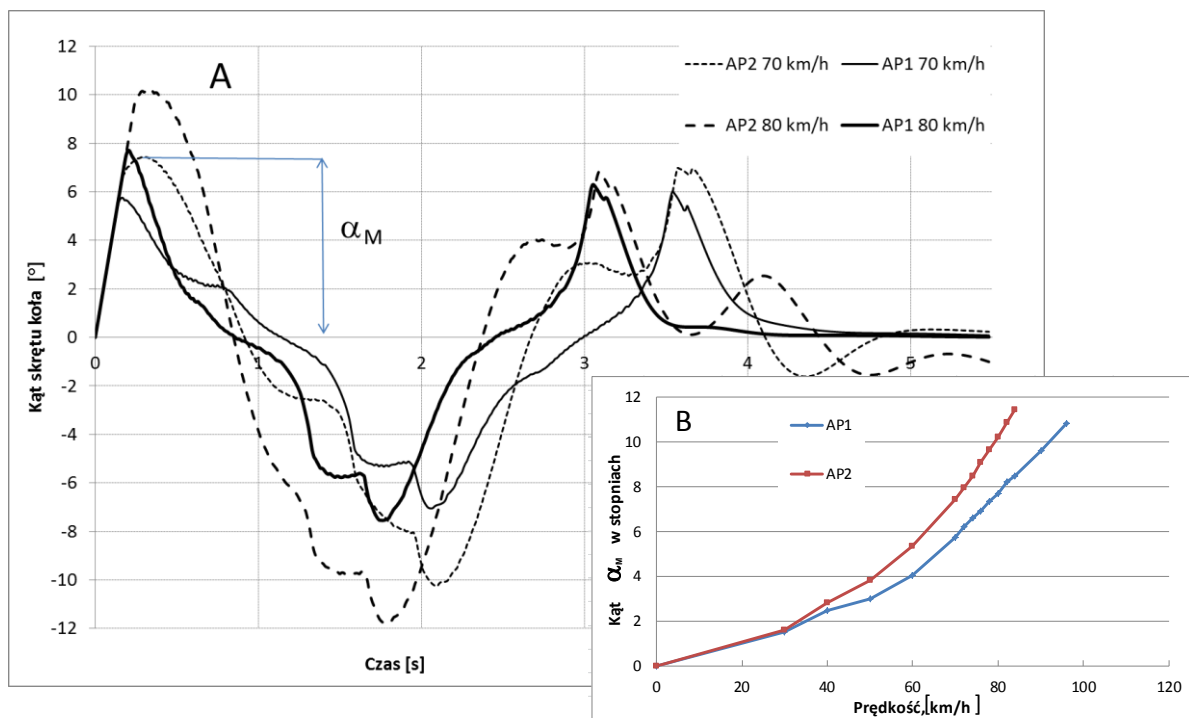 A
AP2 70 km/h
AP1 70 km/h
AP2 80 km/h
AP1 80 km/h
Kąt skrętu koła [°]
12
10
8
6
4
2
0
-2
-4
-6
-8
-10
-12
αM
0
1
2
3
4
5
Czas [s]
B
AP1
AP2
Kąt αM w stopniach
12
10
8
6
4
2
0
0
20
40
60
80
100
120
Prędkość,[km/h]